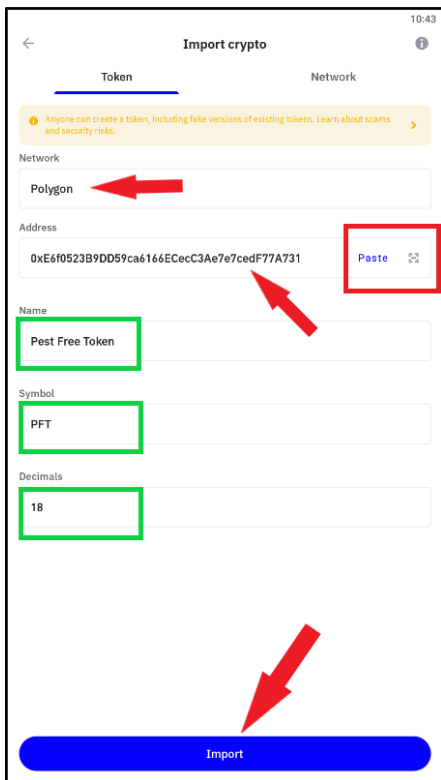 10:43
Import crypto
Token Network
Anyone can create a token, including fake versions of existing tokens. Learn about scams
and security risks.
Network
Polygon
Address
0xE6f0523B9DD59ca6166ECecC3Ae7e7cedF77A731 Paste
Name
Pest Free Token
Symbol
PFT
Decimals
18
Import